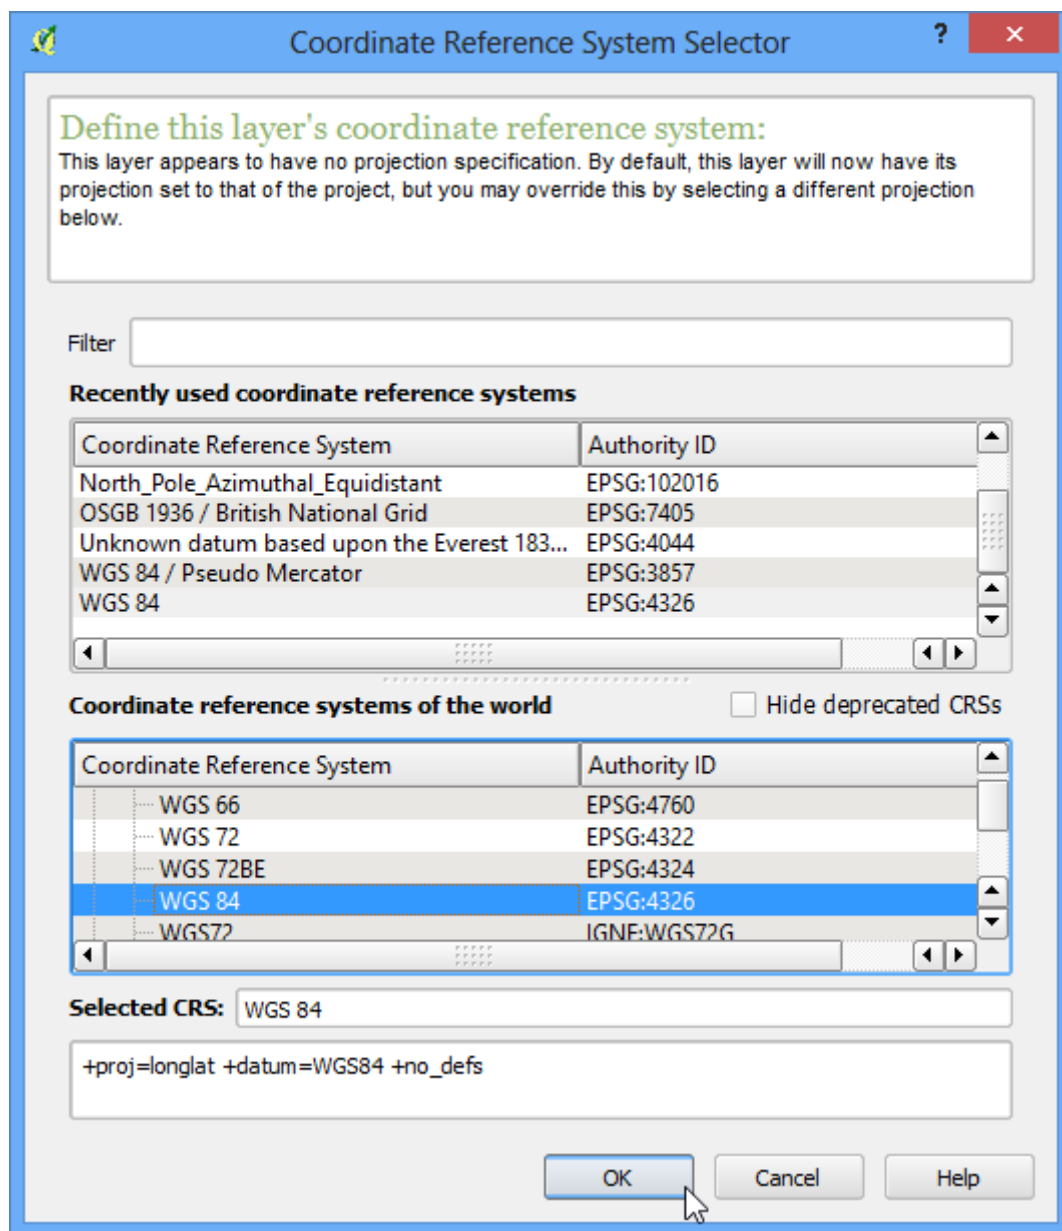 Coordinate Reference System Selector
?
Define this layer's coordinate reference system:
This layer appears to have no projection specification. By default, this layer will now have its
projection set to that of the project, but you may override this by selecting a different projection
below.
Filter
Recently used coordinate reference systems
Coordinate Reference System Authority ID
North_Pole_Azimuthal_Equidistant EPSG:102016
OSGB 1936 / British National Grid EPSG:7405
Unknown datum based upon the Everest 183... EPSG:4044
WGS 84 / Pseudo Mercator EPSG:3857
WGS 84 EPSG:4326
Coordinate reference systems of the world Hide deprecated CRSs
Coordinate Reference System Authority ID
WGS 66 EPSG:4760
WGS 72 EPSG:4322
WGS 72BE EPSG:4324
WGS 84 EPSG:4326
WGS72 IGNF:WGS72G
Selected CRS: WGS 84
+proj=longlat +datum=WGS84 +no_defs
OK Cancel Help